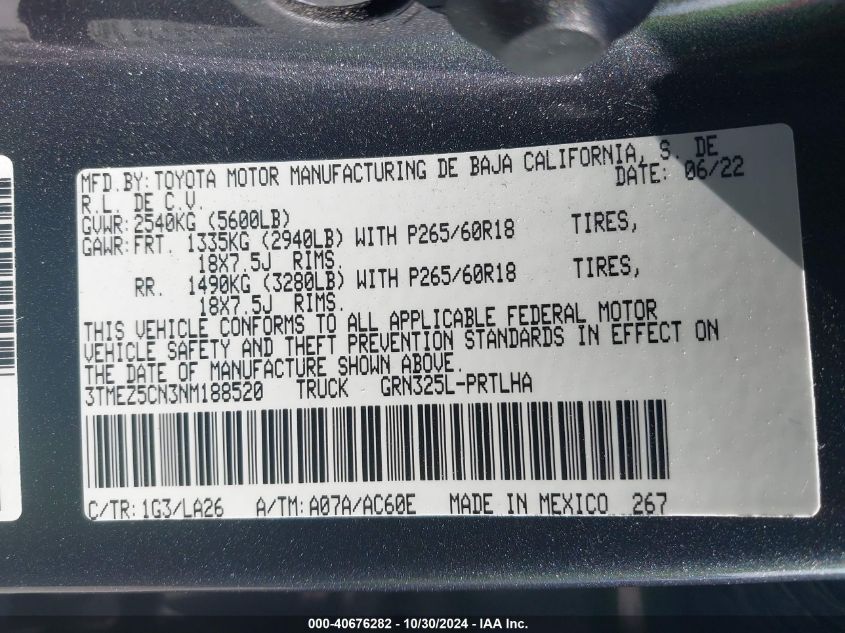 MFD.BY: TOYOTA MOTOR MANUFACTURING DE BAJA CALIFORNIA, S. DE
R.L. DE C.V. DATE: 06/22
GVWR: 2540KG (5600LB)
GAWR: FRT. 1335KG (2940LB) WITH P265/60R18 TIRES,
18X7.5J RIMS.
RR. 1490KG (3280LB) WITH P265/60R18 TIRES,
18X7.5J RIMS.
THIS VEHICLE CONFORMS TO ALL APPLICABLE FEDERAL MOTOR
VEHICLE SAFETY AND THEFT PREVENTION STANDARDS IN EFFECT ON
THE DATE OF MANUFACTURE SHOWN ABOVE.
3TMEZ5CN3NM188520 TRUCK GRN325L-PRTLHA
C/TR: 1G3/LA26 A/TM: A07A/AC60E MADE IN MEXICO 267
000-40676282 - 10/30/2024 - IAA Inc.